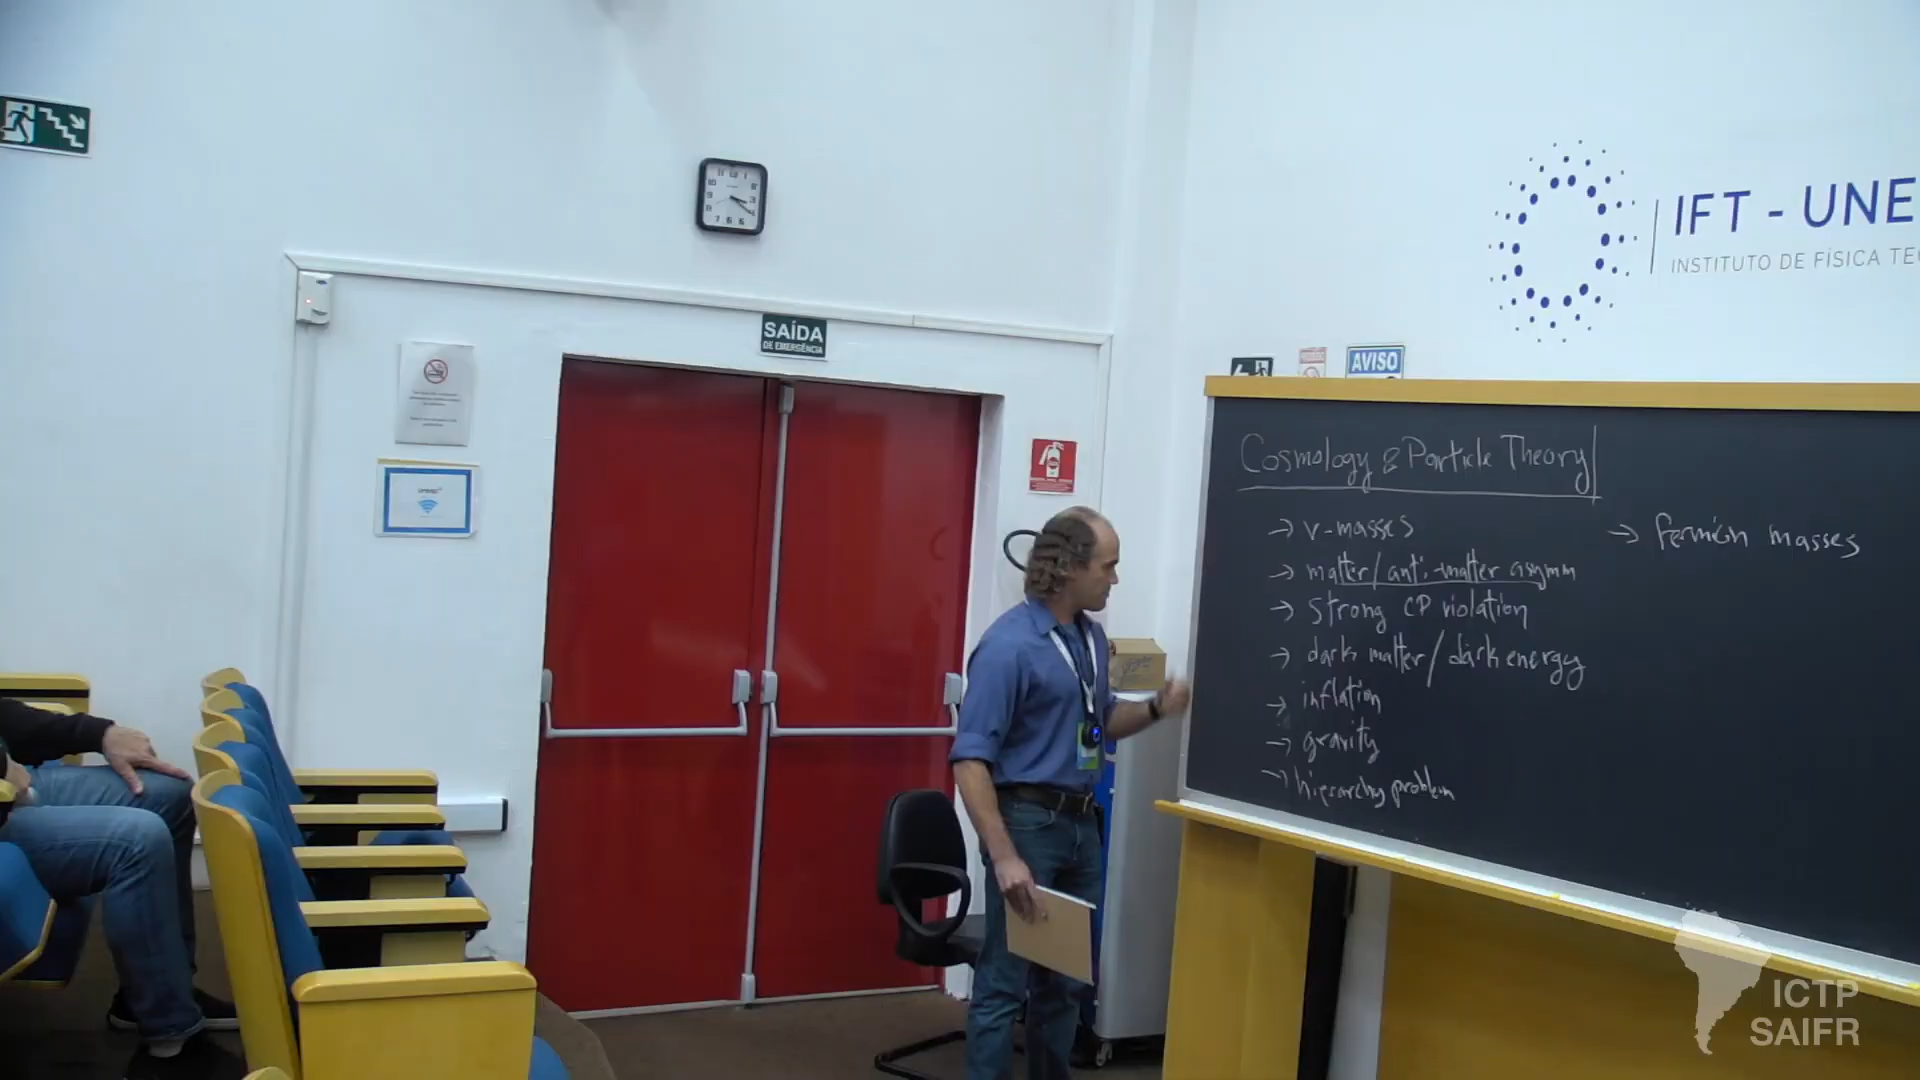 IFT - UNE
INSTITUTO DE FÍSICA TE
SAÍDA
DE EMERGÊNCIA
AVISO
Cosmology & Particle Theory
→ ν-masses
→ fermion masses
→ matter/anti-matter asymm
→ strong CP violation
→ dark matter/dark energy
→ inflation
→ gravity
→ hierarchy problem
ICTP
SAIFR